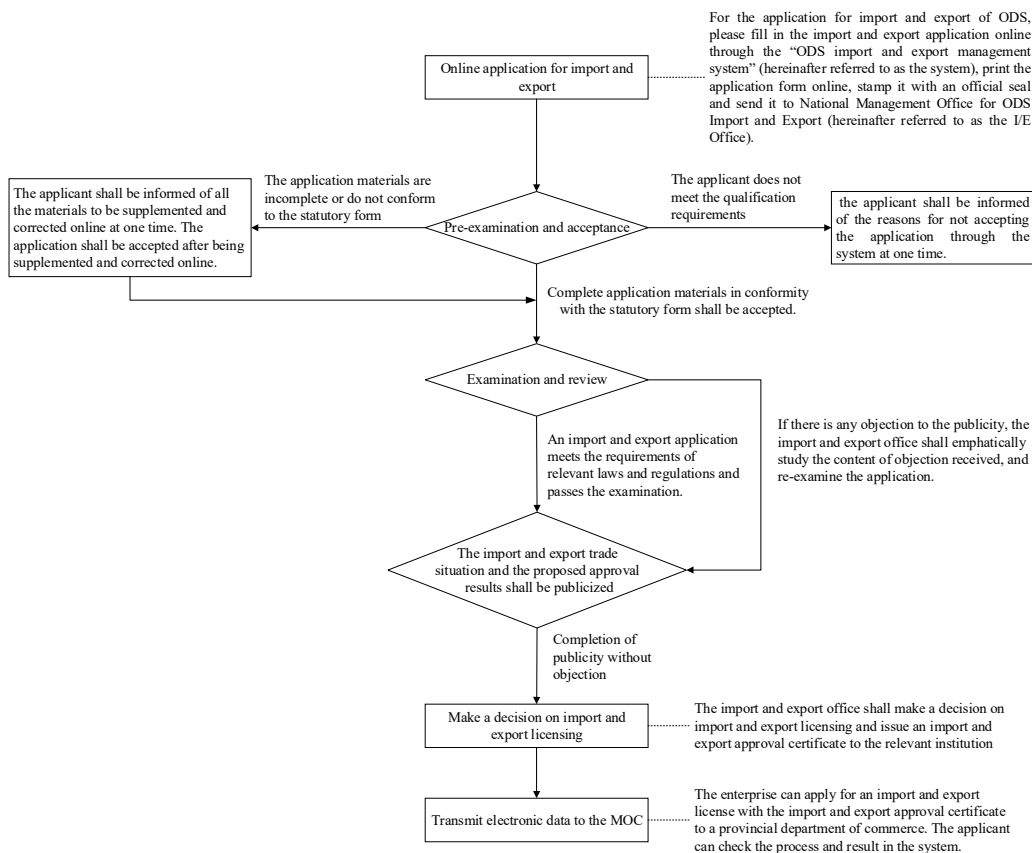 For the application for import and export of ODS,
please fill in the import and export application online
through the “ODS import and export management
system” (hereinafter referred to as the system), print the
application form online, stamp it with an official seal
and send it to National Management Office for ODS
Import and Export (hereinafter referred to as the I/E
Office).
Online application for import and
export
The application materials are
incomplete or do not conform
to the statutory form
The applicant does not
meet the qualification
requirements
The applicant shall be informed of all
the materials to be supplemented and
corrected online at one time. The
application shall be accepted after being
supplemented and corrected online.
Pre-examination and acceptance
the applicant shall be informed
of the reasons for not accepting
the application through the
system at one time.
Complete application materials in conformity
with the statutory form shall be accepted.
Examination and review
If there is any objection to the publicity, the
import and export office shall emphatically
study the content of objection received, and
re-examine the application.
An import and export application
meets the requirements of
relevant laws and regulations and
passes the examination.
The import and export trade
situation and the proposed approval
results shall be publicized
Completion of
publicity without
objection
Make a decision on import and
export licensing
The import and export office shall make a decision on
import and export licensing and issue an import and
export approval certificate to the relevant institution
Transmit electronic data to the MOC
The enterprise can apply for an import and export
license with the import and export approval certificate
to a provincial department of commerce. The applicant
can check the process and result in the system.